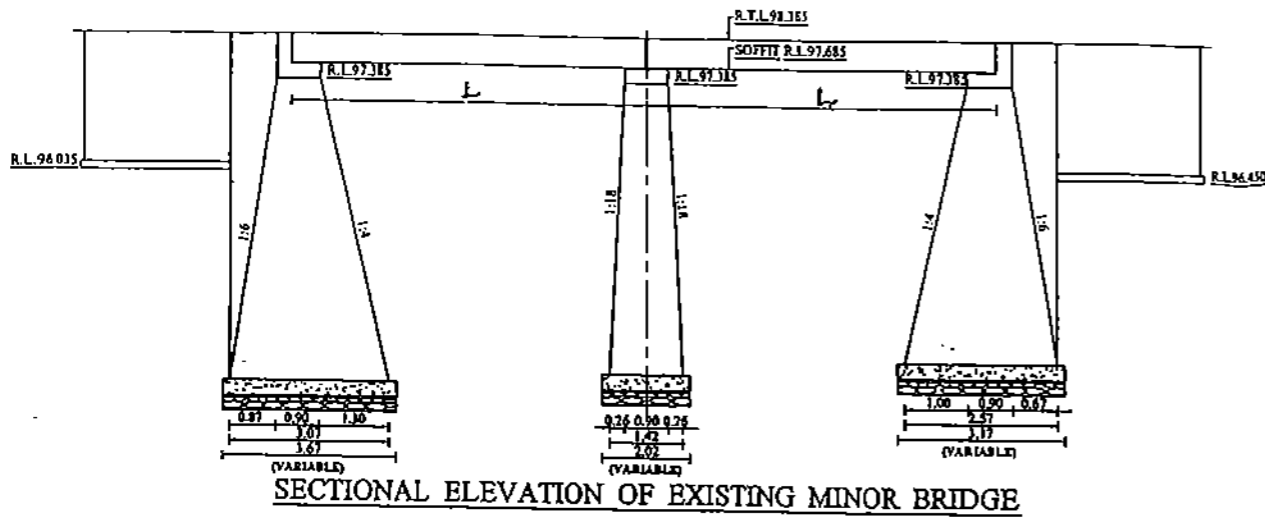 R.T.L.98.385
SOFFIT R.L.97.685
R.L.97.385
R.L.97.385
R.L.97.385
L
L
R.L.96.035
R.L.96.450
1:6
1:4
1:18
1:18
1:4
1:6
0.87 0.90 1.30
3.07
3.67
(VARIABLE)
0.26 0.90 0.26
1.42
2.02
(VARIABLE)
1.00 0.90 0.67
2.57
3.17
(VARIABLE)
SECTIONAL ELEVATION OF EXISTING MINOR BRIDGE